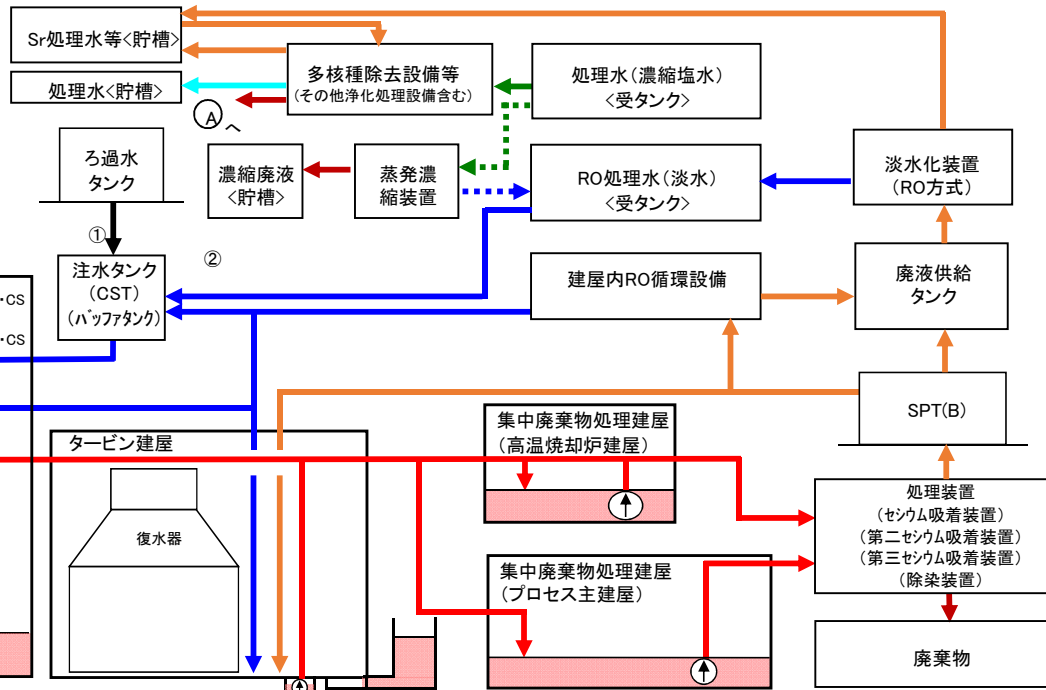 Sr処理水等<貯槽>
処理水<貯槽>
多核種除去設備等
(その他浄化処理設備含む)
処理水(濃縮塩水)
<受タンク>
Aへ
ろ過水
タンク
濃縮廃液
<貯槽>
蒸発濃
縮装置
RO処理水(淡水)
<受タンク>
淡水化装置
(RO方式)
①
②
注水タンク
(CST)
(バッファタンク)
建屋内RO循環設備
廃液供給
タンク
・CS
・CS
SPT(B)
タービン建屋
復水器
集中廃棄物処理建屋
(高温焼却炉建屋)
処理装置
(セシウム吸着装置)
(第二セシウム吸着装置)
(第三セシウム吸着装置)
(除染装置)
集中廃棄物処理建屋
(プロセス主建屋)
廃棄物